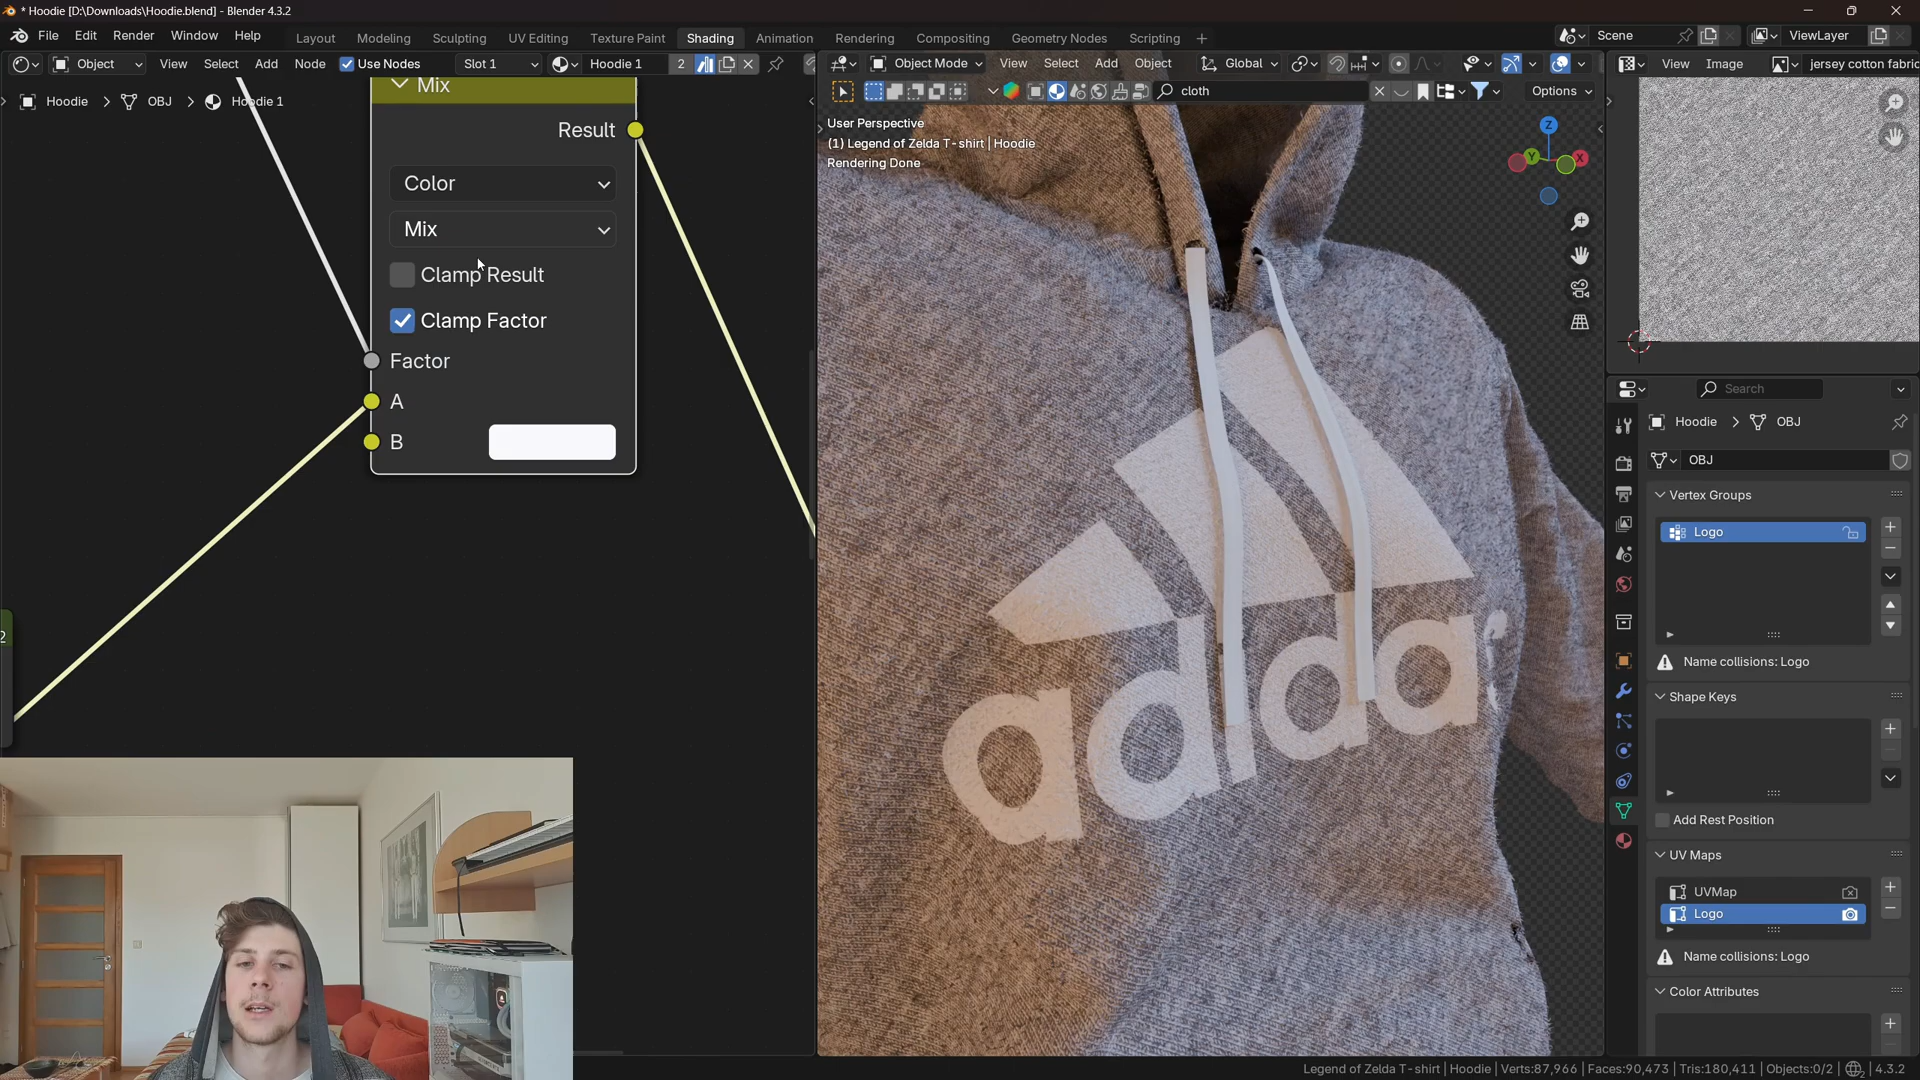 * Hoodie [D:\Downloads\Hoodie.blend] - Blender 4.3.2
File Edit Render Window Help Layout Modeling Sculpting UV Editing Texture Paint Shading Animation Rendering Compositing Geometry Nodes Scripting + Scene ViewLayer
Object View Select Add Node Use Nodes Slot 1 Hoodie 1 2
Object Mode View Select Add Object Global
View Image jersey cotton fabric
Hoodie > OBJ > Hoodie 1
cloth Options
Mix
Result
Color
Mix
Clamp Result
Clamp Factor
Factor
A
B
2
User Perspective
(1) Legend of Zelda T-shirt | Hoodie
Rendering Done
Z
Y X
adidas
Search
Hoodie > OBJ
OBJ
Vertex Groups
Logo
Name collisions: Logo
Shape Keys
Add Rest Position
UV Maps
UVMap
Logo
Name collisions: Logo
Color Attributes
Legend of Zelda T-shirt | Hoodie | Verts:87,966 | Faces:90,473 | Tris:180,411 | Objects:0/2 | 4.3.2